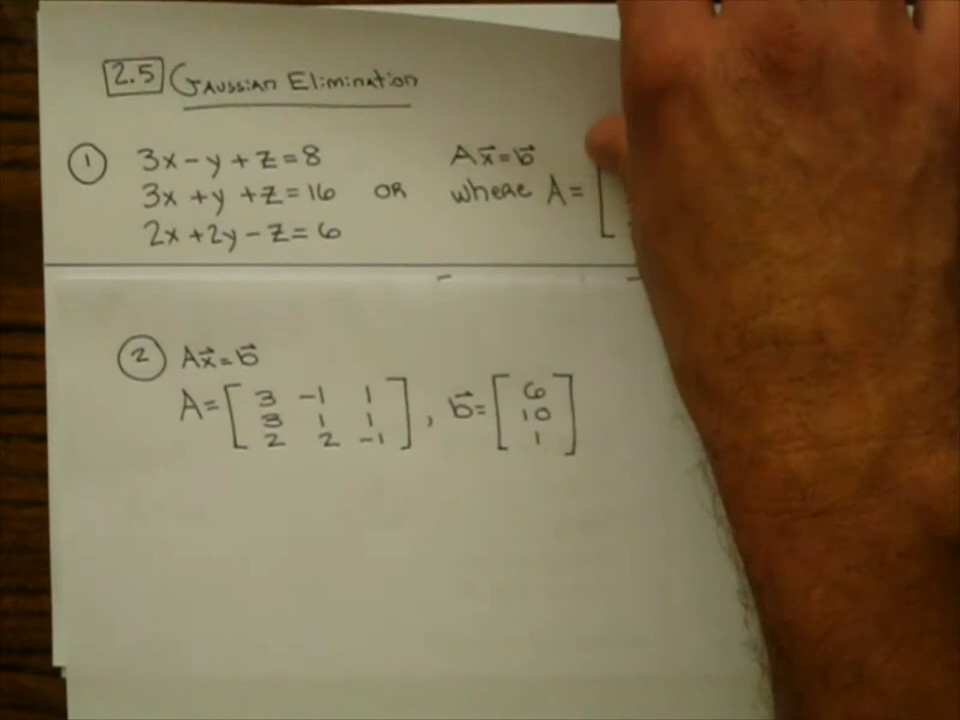 2.5 Gaussian Elimination
① 3x - y + z = 8 Ax⃗ = b⃗
3x + y + z = 16 OR where A = [
2x + 2y - z = 6
② Ax⃗ = b⃗
A = [ 3 -1 1 , b⃗ = [ 6
3 1 1 10
2 2 -1 ] 1 ]